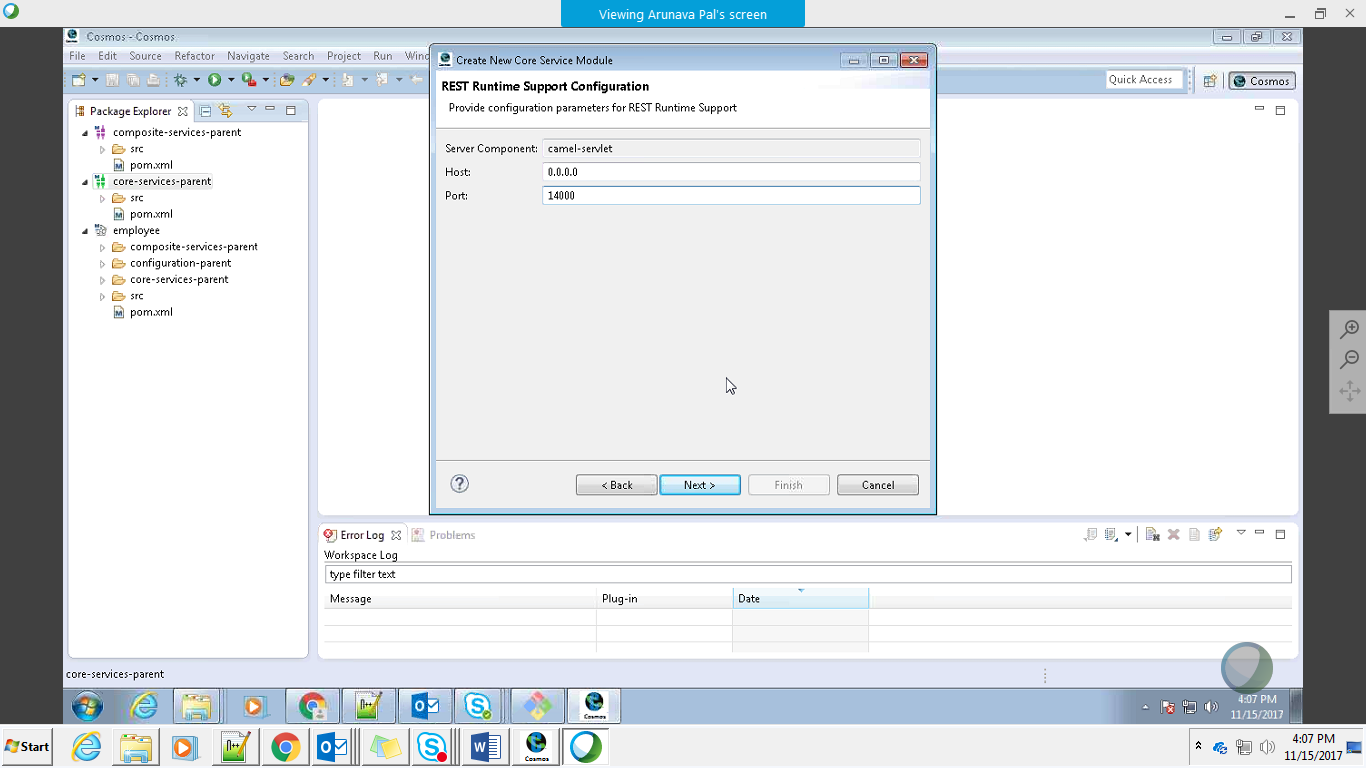 Viewing Arunava Pal's screen
Cosmos - Cosmos
File Edit Source Refactor Navigate Search Project Run Wind
Quick Access
Cosmos
Package Explorer
composite-services-parent
src
pom.xml
core-services-parent
src
pom.xml
employee
composite-services-parent
configuration-parent
core-services-parent
src
pom.xml
Create New Core Service Module
REST Runtime Support Configuration
Provide configuration parameters for REST Runtime Support
Server Component: camel-servlet
Host: 0.0.0.0
Port: 14000
< Back Next > Finish Cancel
Error Log Problems
Workspace Log
type filter text
Message Plug-in Date
core-services-parent
Cosmos
4:07 PM
11/15/2017
Start
Cosmos
4:07 PM
11/15/2017